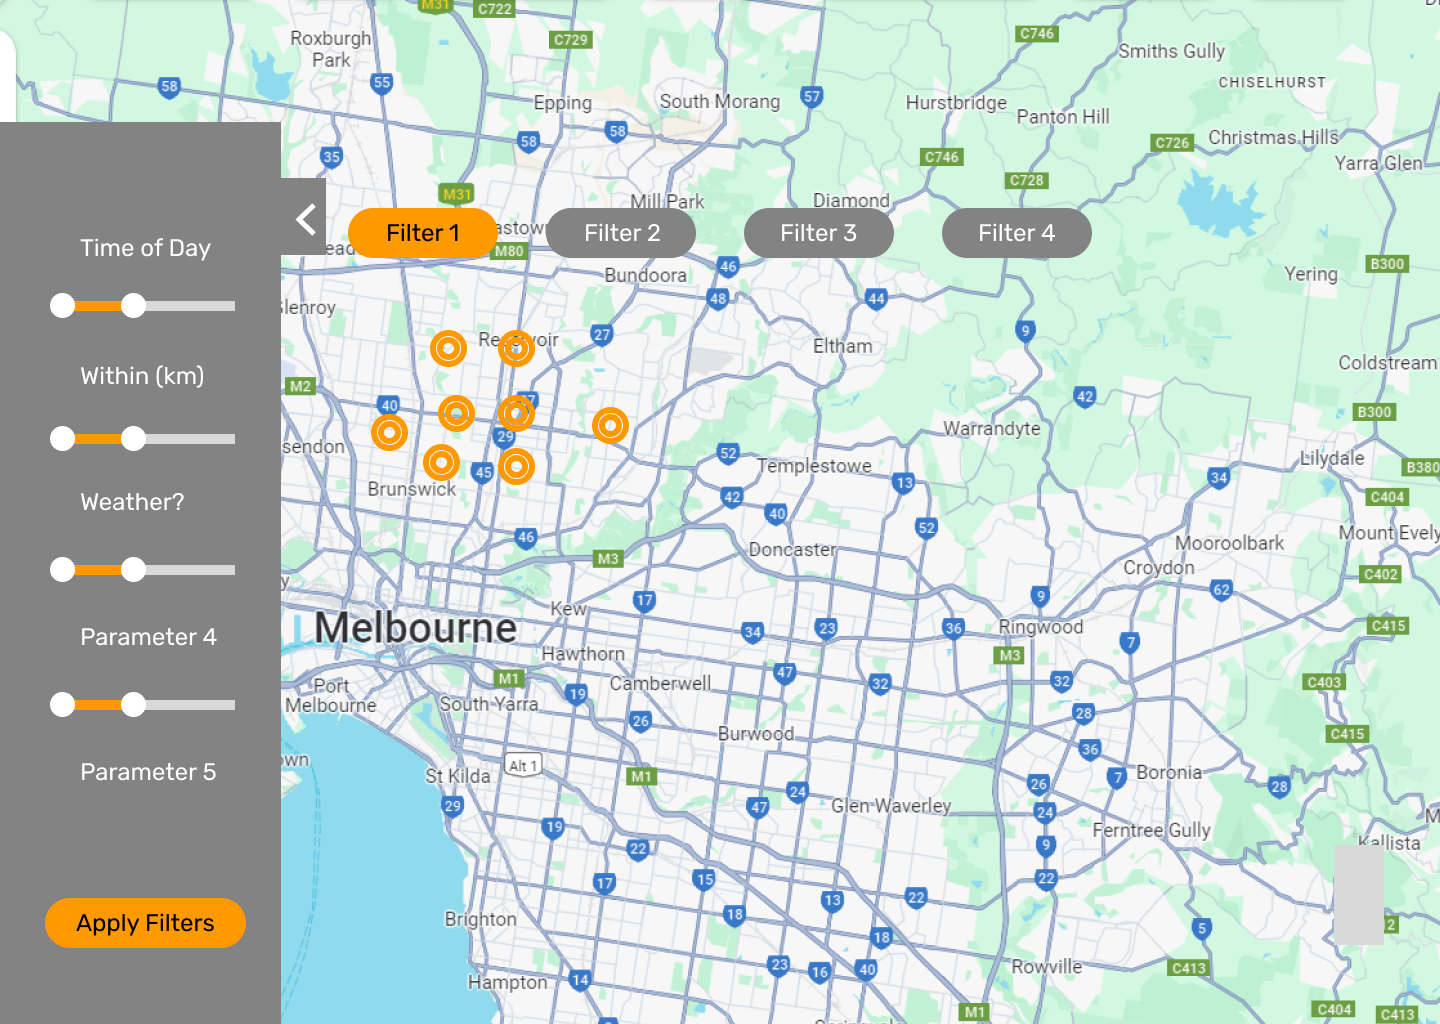 M31
C722
Roxburgh
Park
C729
C746
Smiths Gully
CHISELHURST
58
55
Epping
South Morang
57
Hurstbridge
Panton Hill
58
58
C726
Christmas Hills
35
C746
Yarra Glen
M31
C728
Mill Park
Diamond
Filter 1
Filter 2
Filter 3
Filter 4
M80
Time of Day
Bundoora
46
B300
Yering
48
44
Glenroy
27
9
Reservoir
Eltham
Coldstream
Within (km)
M2
42
40
B300
Warrandyte
29
52
Lilydale
Templestowe
B380
45
13
34
Brunswick
42
C404
Weather?
40
52
46
Mount Evely
Mooroolbark
Doncaster
M3
Croydon
C402
62
9
17
Kew
Melbourne
34
23
36
Ringwood
C415
Parameter 4
7
Hawthorn
M3
47
M1
Camberwell
32
32
C403
Port
Melbourne
19
South Yarra
26
28
Burwood
C415
36
St Kilda
Alt 1
M1
Parameter 5
7
Boronia
26
28
24
29
47
Glen Waverley
24
19
Ferntree Gully
22
9
Kallista
15
22
17
13
22
Apply Filters
Brighton
18
5
18
23
16
40
Rowville
C413
Hampton
14
M1
C404
C413